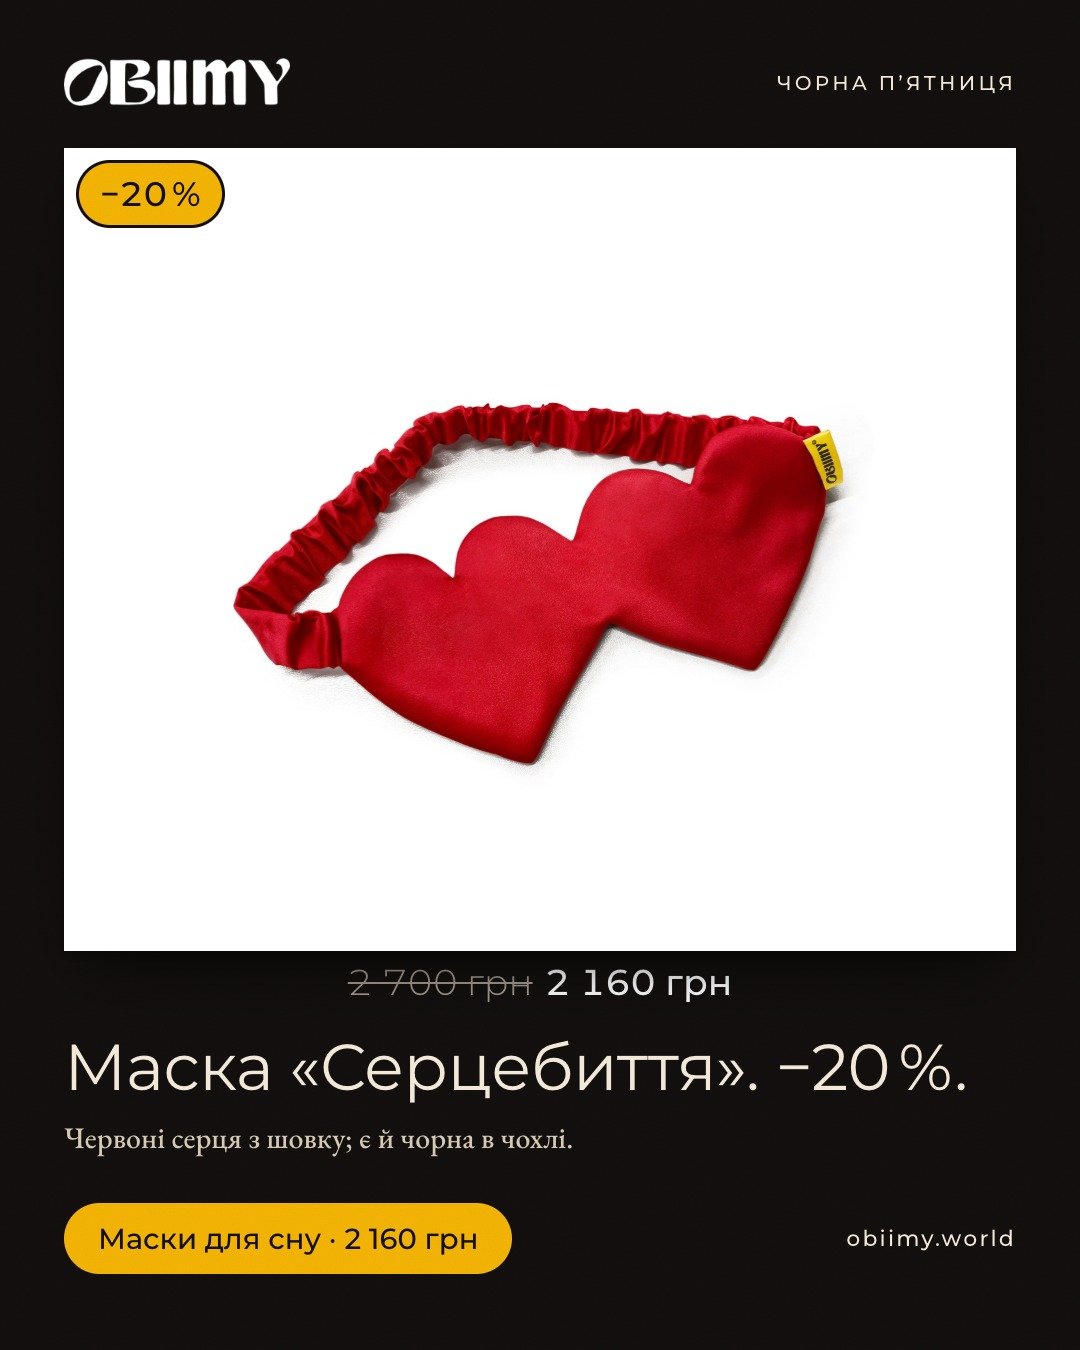 OBIIMY
ЧОРНА П’ЯТНИЦЯ
−20 %
OBIIMY
2 700 грн 2 160 грн
Маска «Серцебиття». −20 %.
Червоні серця з шовку; є й чорна в чохлі.
Маски для сну · 2 160 грн
obiimy.world